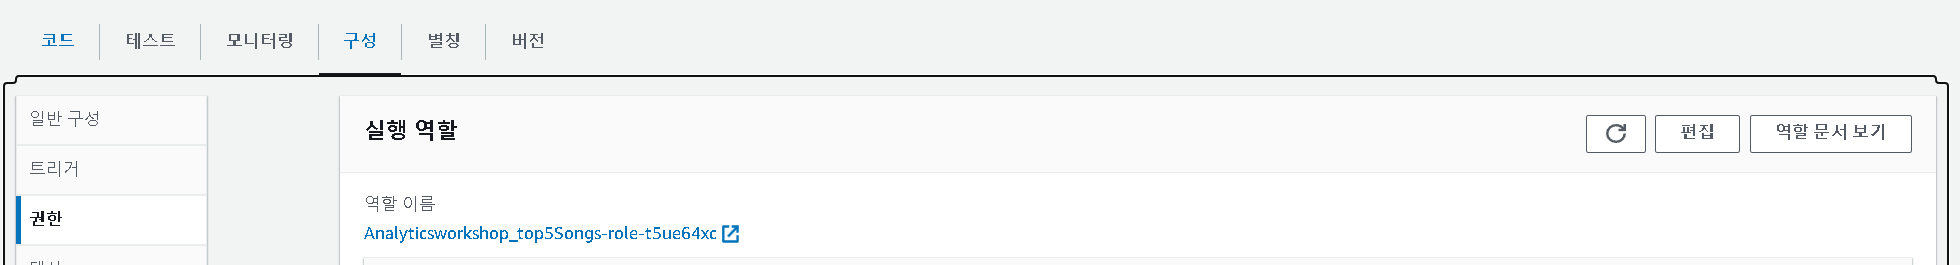 코드 테스트 모니터링 구성 별칭 버전
일반 구성
트리거
권한
실행 역할
편집 역할 문서 보기
역할 이름
Analyticsworkshop_top5Songs-role-t5ue64xc